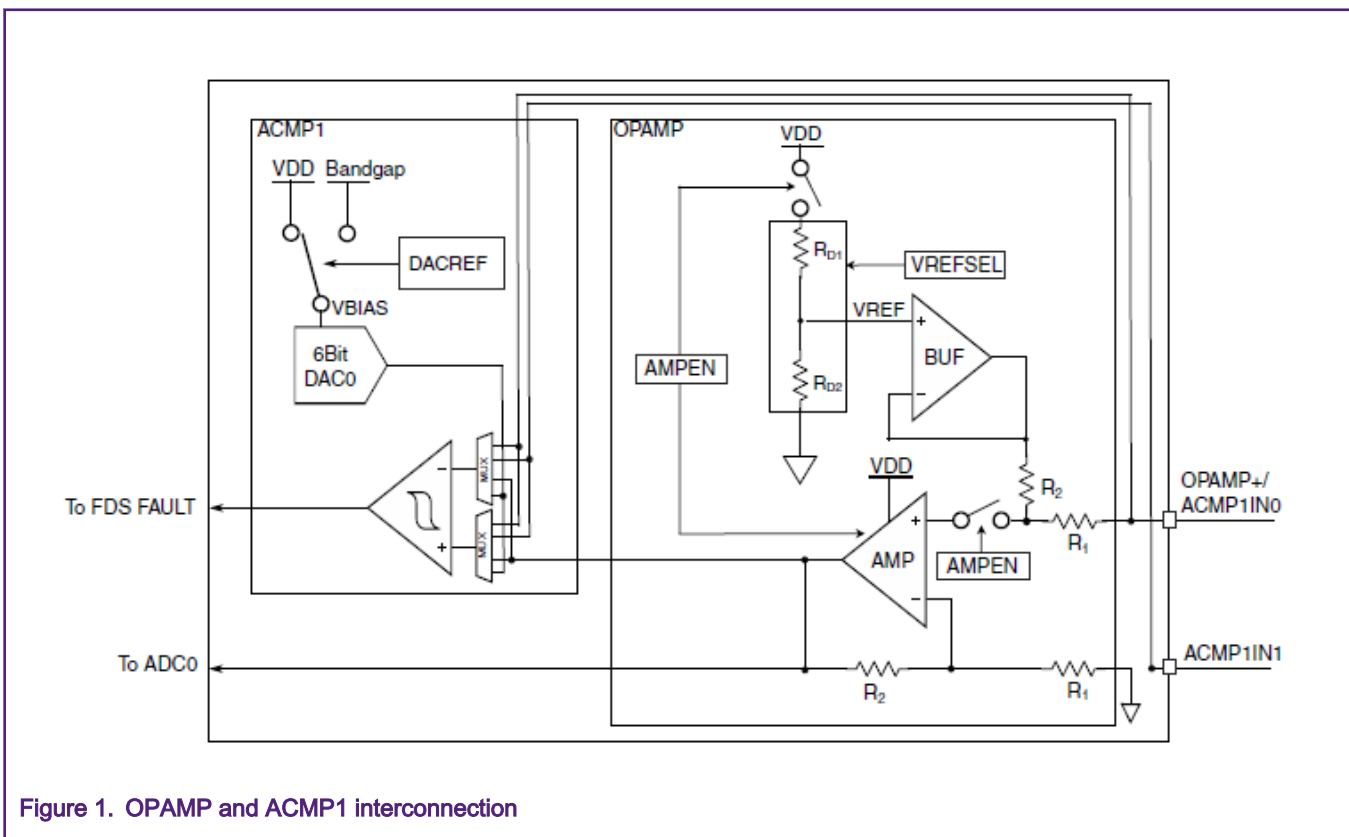 ACMP1
VDD Bandgap
DACREF
VBIAS
6Bit
DAC0
MUX
-
MUX
+
To FDS FAULT
To ADC0
OPAMP
VDD
RD1
VREFSEL
VREF
+
BUF
-
RD2
AMPEN
VDD
R2
+
AMP
-
AMPEN
R1
R2
R1
OPAMP+/
ACMP1IN0
ACMP1IN1
Figure 1. OPAMP and ACMP1 interconnection